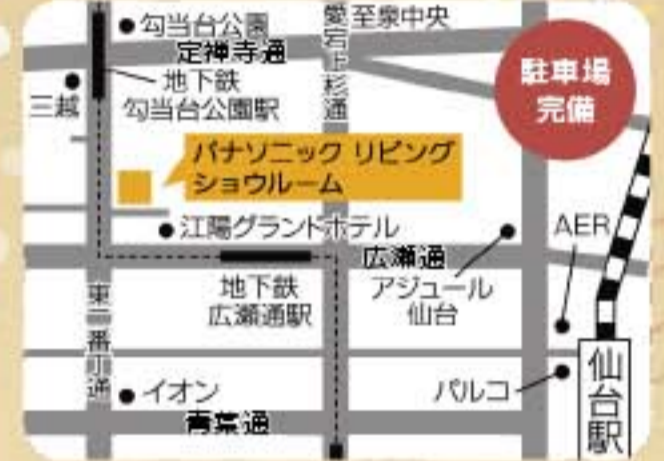 勾当台公園
愛宕上杉通
至泉中央
定禅寺通
駐車場
完備
三越
地下鉄
勾当台公園駅
パナソニック リビング
ショウルーム
江陽グランドホテル
AER
広瀬通
地下鉄
広瀬通駅
アジュール
仙台
東一番町通
イオン
パルコ
仙台駅
青葉通